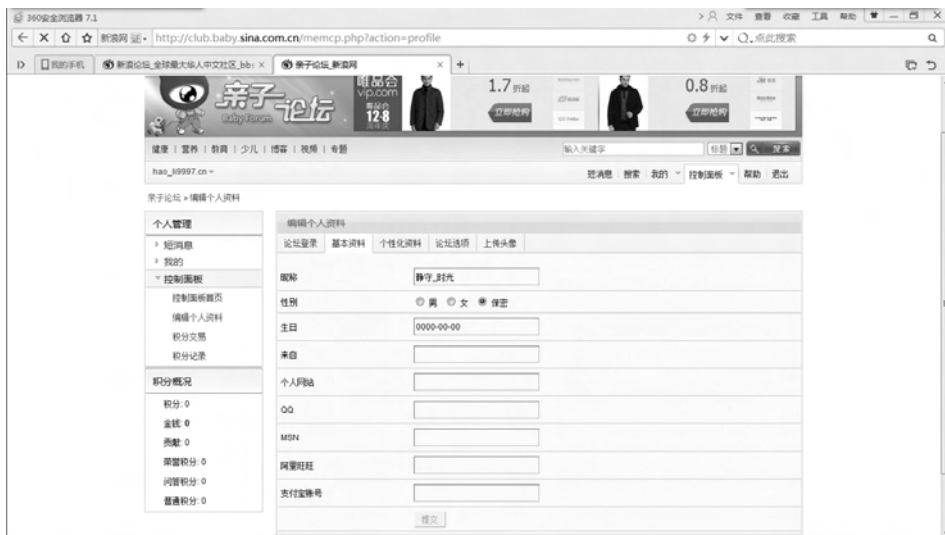 360安全浏览器 7.1
文件 查看 收藏 工具 帮助
新浪网 证
http://club.baby.sina.com.cn/memcp.php?action=profile
点此搜索
我的手机
新浪论坛_全球最大华人中文社区_bb
亲子论坛_新浪网
亲子论坛
Baby Forum
唯品会
vip.com
12·8
1.7折起
立即抢购
0.8折起
立即抢购
健康 | 营养 | 教育 | 少儿 | 博客 | 视频 | 专题
输入关键字
标题
搜索
hao_li9997.cn
短消息 搜索 我的 控制面板 帮助 退出
亲子论坛 » 编辑个人资料
个人管理
短消息
我的
控制面板
控制面板首页
编辑个人资料
积分交易
积分记录
积分概况
积分: 0
金钱: 0
贡献: 0
荣誉积分: 0
问答积分: 0
普通积分: 0
编辑个人资料
论坛登录 基本资料 个性化资料 论坛选项 上传头像
昵称 静守_时光
性别 男 女 保密
生日 0000-00-00
来自
个人网站
QQ
MSN
阿里旺旺
支付宝账号
提交